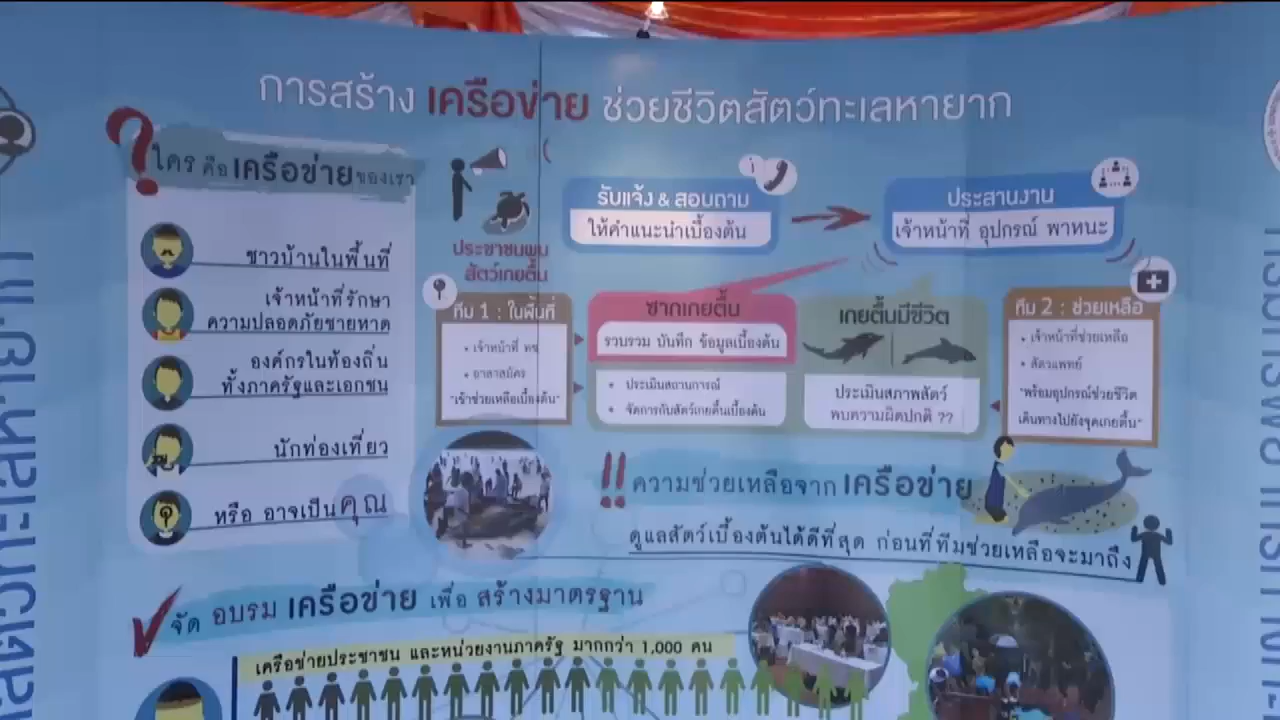 การสร้าง เครือข่าย ช่วยชีวิตสัตว์ทะเลหายาก
? ใคร คือ เครือข่าย ของเรา
ชาวบ้านในพื้นที่
เจ้าหน้าที่รักษา
ความปลอดภัยชายหาด
องค์กรในท้องถิ่น
ทั้งภาครัฐและเอกชน
นักท่องเที่ยว
หรือ อาจเป็น คุณ
ประชาชนพบ
สัตว์เกยตื้น
รับแจ้ง & สอบถาม
ให้คำแนะนำเบื้องต้น
ประสานงาน
เจ้าหน้าที่ อุปกรณ์ พาหนะ
ทีม 1 : ในพื้นที่
• เจ้าหน้าที่ ทช.
• อาสาสมัคร
"เข้าช่วยเหลือเบื้องต้น"
ซากเกยตื้น
รวบรวม บันทึก ข้อมูลเบื้องต้น
• ประเมินสถานการณ์
• จัดการกับสัตว์เกยตื้นเบื้องต้น
เกยตื้นมีชีวิต
ประเมินสภาพสัตว์
พบความผิดปกติ ??
ทีม 2 : ช่วยเหลือ
• เจ้าหน้าที่ช่วยเหลือ
• สัตวแพทย์
"พร้อมอุปกรณ์ช่วยชีวิต
เดินทางไปยังจุดเกยตื้น"
!! ความช่วยเหลือจาก เครือข่าย
ดูแลสัตว์เบื้องต้นได้ดีที่สุด ก่อนที่ทีมช่วยเหลือจะมาถึง
จัด อบรม เครือข่าย เพื่อ สร้างมาตรฐาน
เครือข่ายประชาชน และหน่วยงานภาครัฐ มากกว่า 1,000 คน